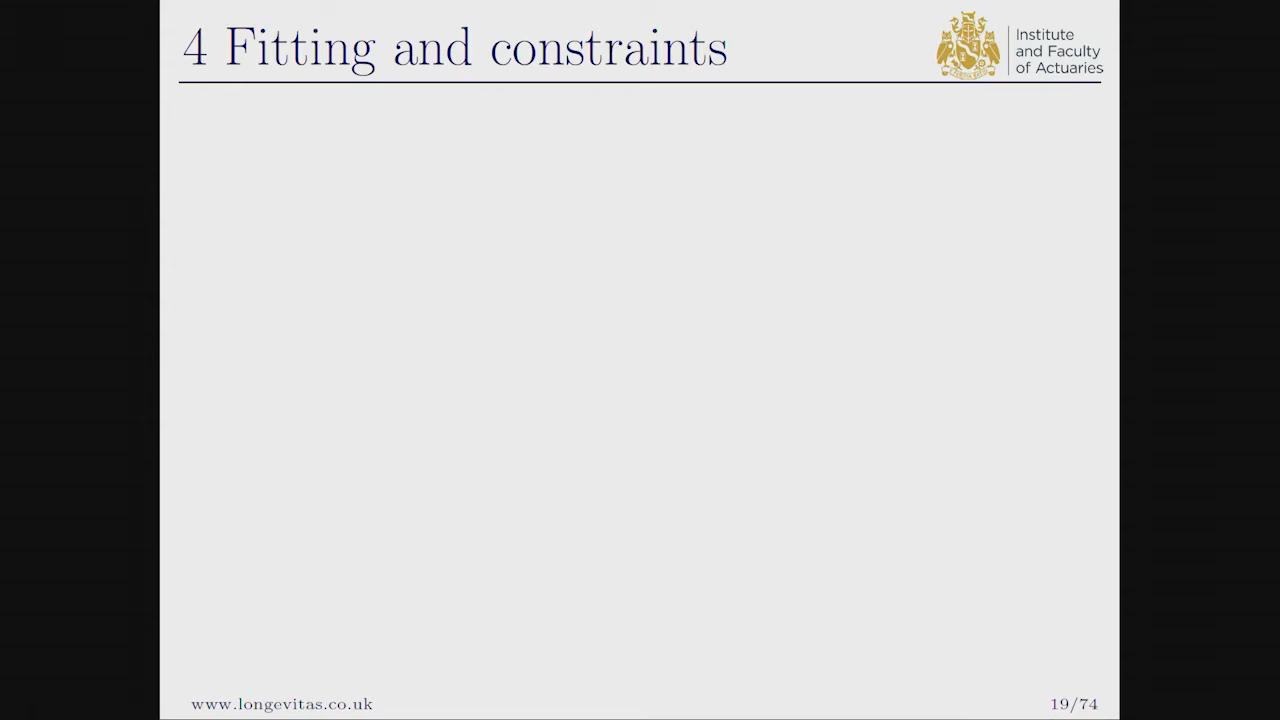 4 Fitting and constraints
Institute
and Faculty
of Actuaries
www.longevitas.co.uk
19/74